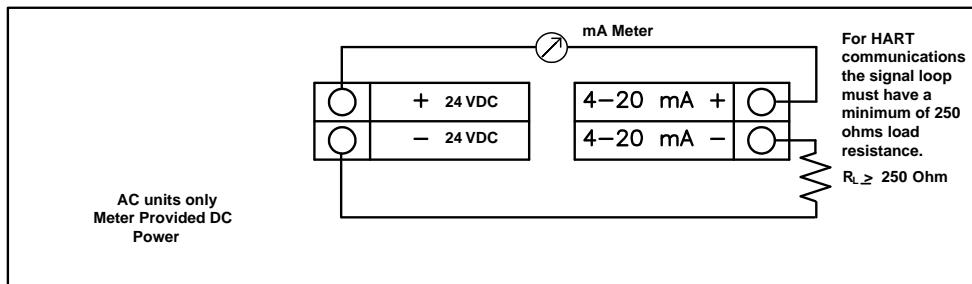 mA Meter
For HART
communications
the signal loop
must have a
minimum of 250
ohms load
resistance.
+ 24 VDC
4-20 mA +
- 24 VDC
4-20 mA -
RL ≥ 250 Ohm
AC units only
Meter Provided DC
Power